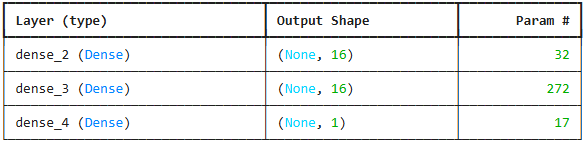 Layer (type) Output Shape Param #
dense_2 (Dense) (None, 16) 32
dense_3 (Dense) (None, 16) 272
dense_4 (Dense) (None, 1) 17